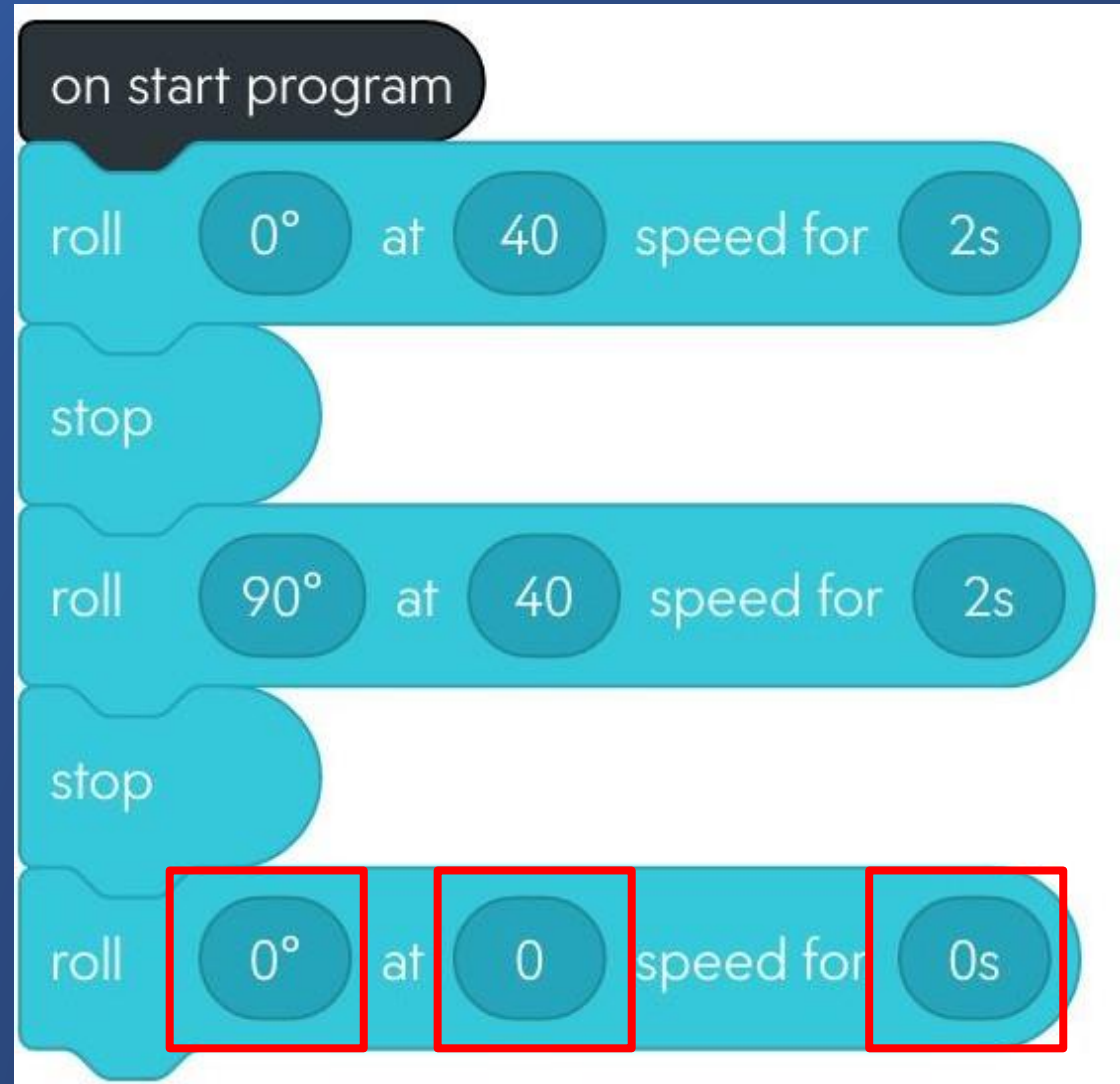 on start program
roll 0° at 40 speed for 2s
stop
roll 90° at 40 speed for 2s
stop
roll 0° at 0 speed for 0s